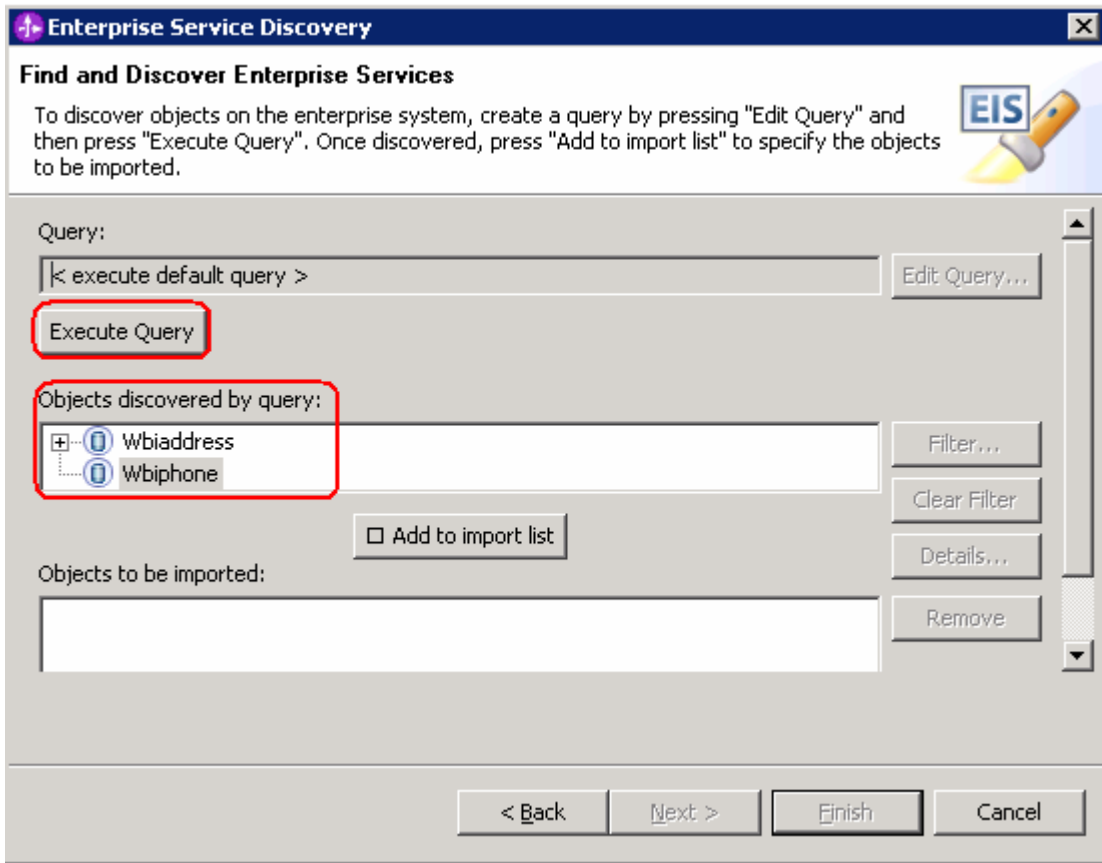 Enterprise Service Discovery
Find and Discover Enterprise Services
To discover objects on the enterprise system, create a query by pressing "Edit Query" and
then press "Execute Query". Once discovered, press "Add to import list" to specify the objects
to be imported.
EIS
Query:
< execute default query >
Edit Query...
Execute Query
Objects discovered by query:
Wbiaddress
Wbiphone
Filter...
Clear Filter
Add to import list
Details...
Objects to be imported:
Remove
< Back
Next >
Finish
Cancel